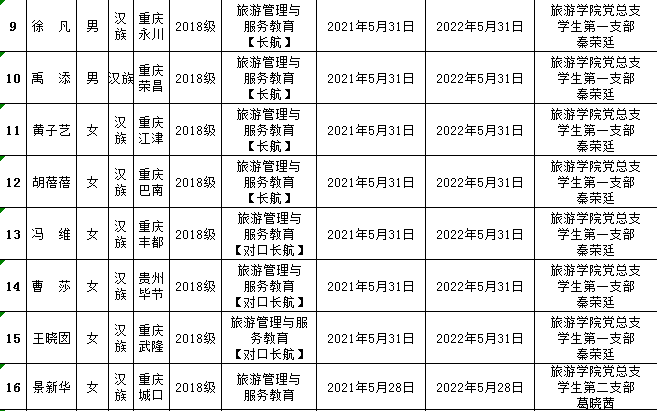 9 徐 凡 男 汉族 重庆永川 2018级 旅游管理与服务教育【长航】 2021年5月31日 2022年5月31日 旅游学院党总支学生第一支部秦荣廷
10 禹 添 男 汉族 重庆荣昌 2018级 旅游管理与服务教育【长航】 2021年5月31日 2022年5月31日 旅游学院党总支学生第一支部秦荣廷
11 黄子艺 女 汉族 重庆江津 2018级 旅游管理与服务教育【长航】 2021年5月31日 2022年5月31日 旅游学院党总支学生第一支部秦荣廷
12 胡蓓蓓 女 汉族 重庆巴南 2018级 旅游管理与服务教育【长航】 2021年5月31日 2022年5月31日 旅游学院党总支学生第一支部秦荣廷
13 冯 维 女 汉族 重庆丰都 2018级 旅游管理与服务教育【对口长航】 2021年5月31日 2022年5月31日 旅游学院党总支学生第一支部秦荣廷
14 曹 莎 女 汉族 贵州毕节 2018级 旅游管理与服务教育【对口长航】 2021年5月31日 2022年5月31日 旅游学院党总支学生第一支部秦荣廷
15 王晓囡 女 汉族 重庆武隆 2018级 旅游管理与服务教育【对口长航】 2021年5月31日 2022年5月31日 旅游学院党总支学生第一支部秦荣廷
16 景新华 女 汉族 重庆城口 2018级 旅游管理与服务教育 2021年5月28日 2022年5月28日 旅游学院党总支学生第二支部葛晓茜